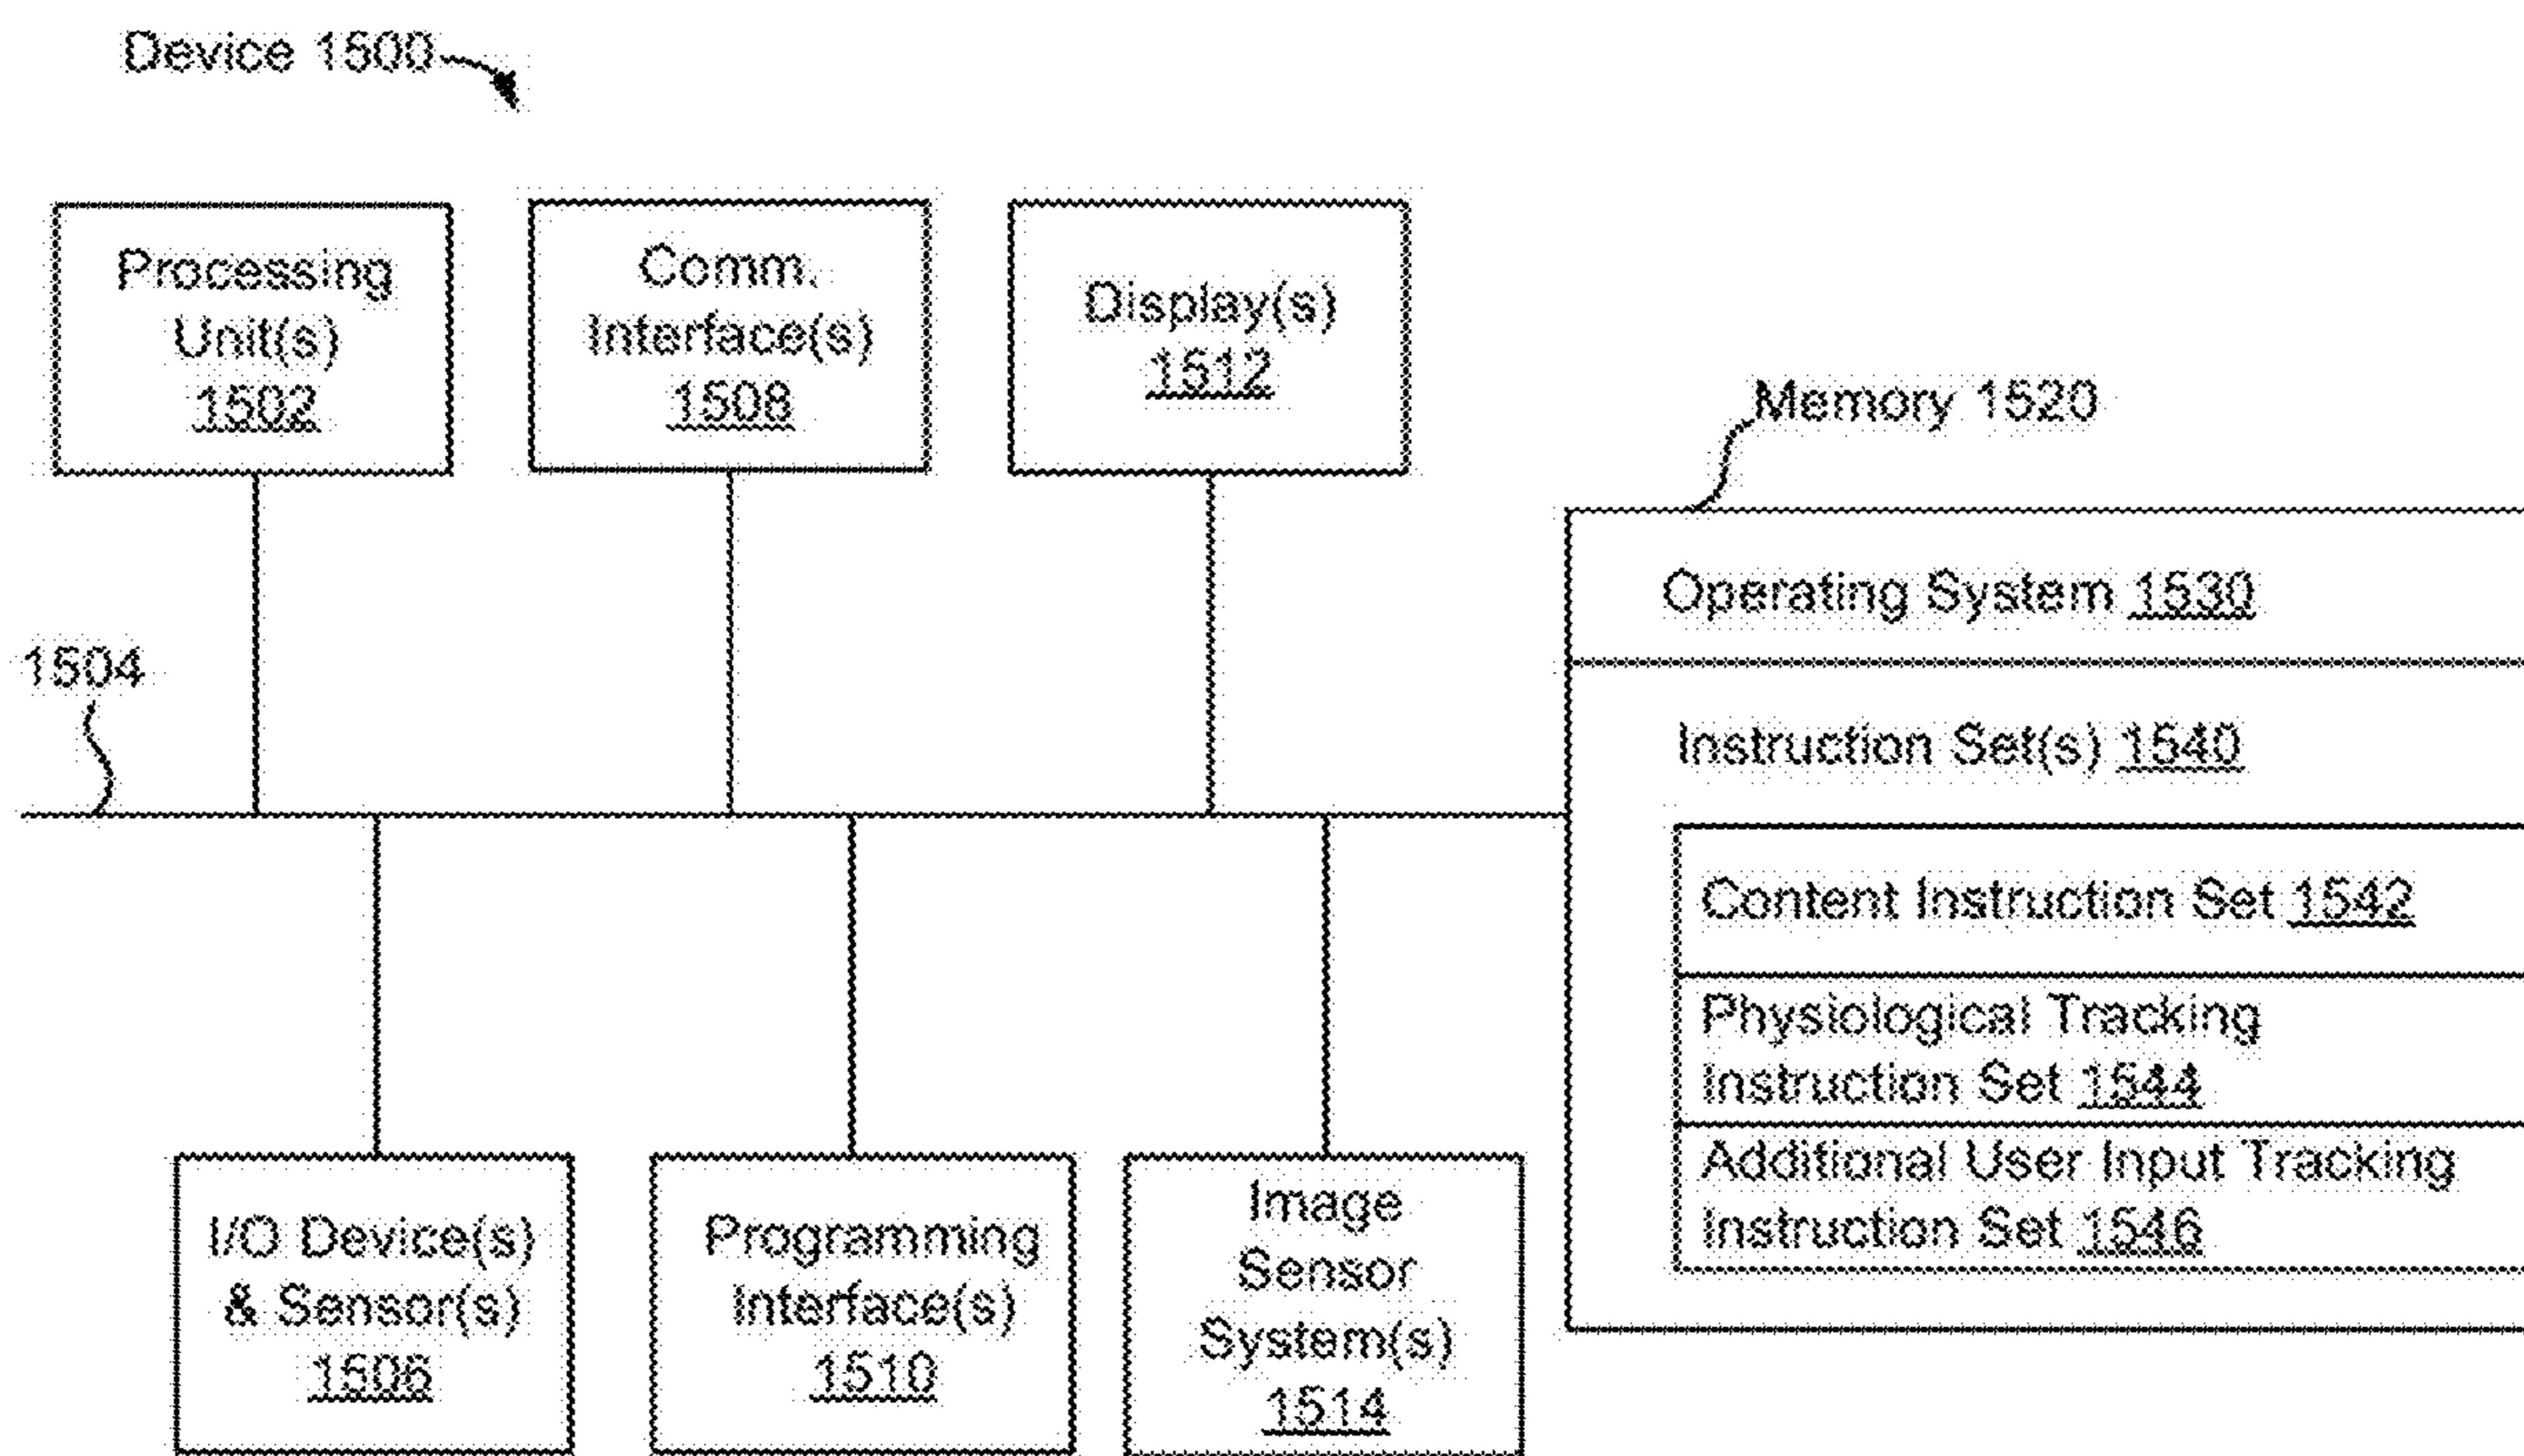 Device 1500
Processing
Unit(s)
1502
Comm.
Interface(s)
1508
Display(s)
1512
Memory 1520
Operating System 1530
1504
Instruction Set(s) 1540
Content Instruction Set 1542
Physiological Tracking
Instruction Set 1544
Additional User Input Tracking
Instruction Set 1546
I/O Device(s)
& Sensor(s)
1506
Programming
Interface(s)
1510
Image
Sensor
System(s)
1514